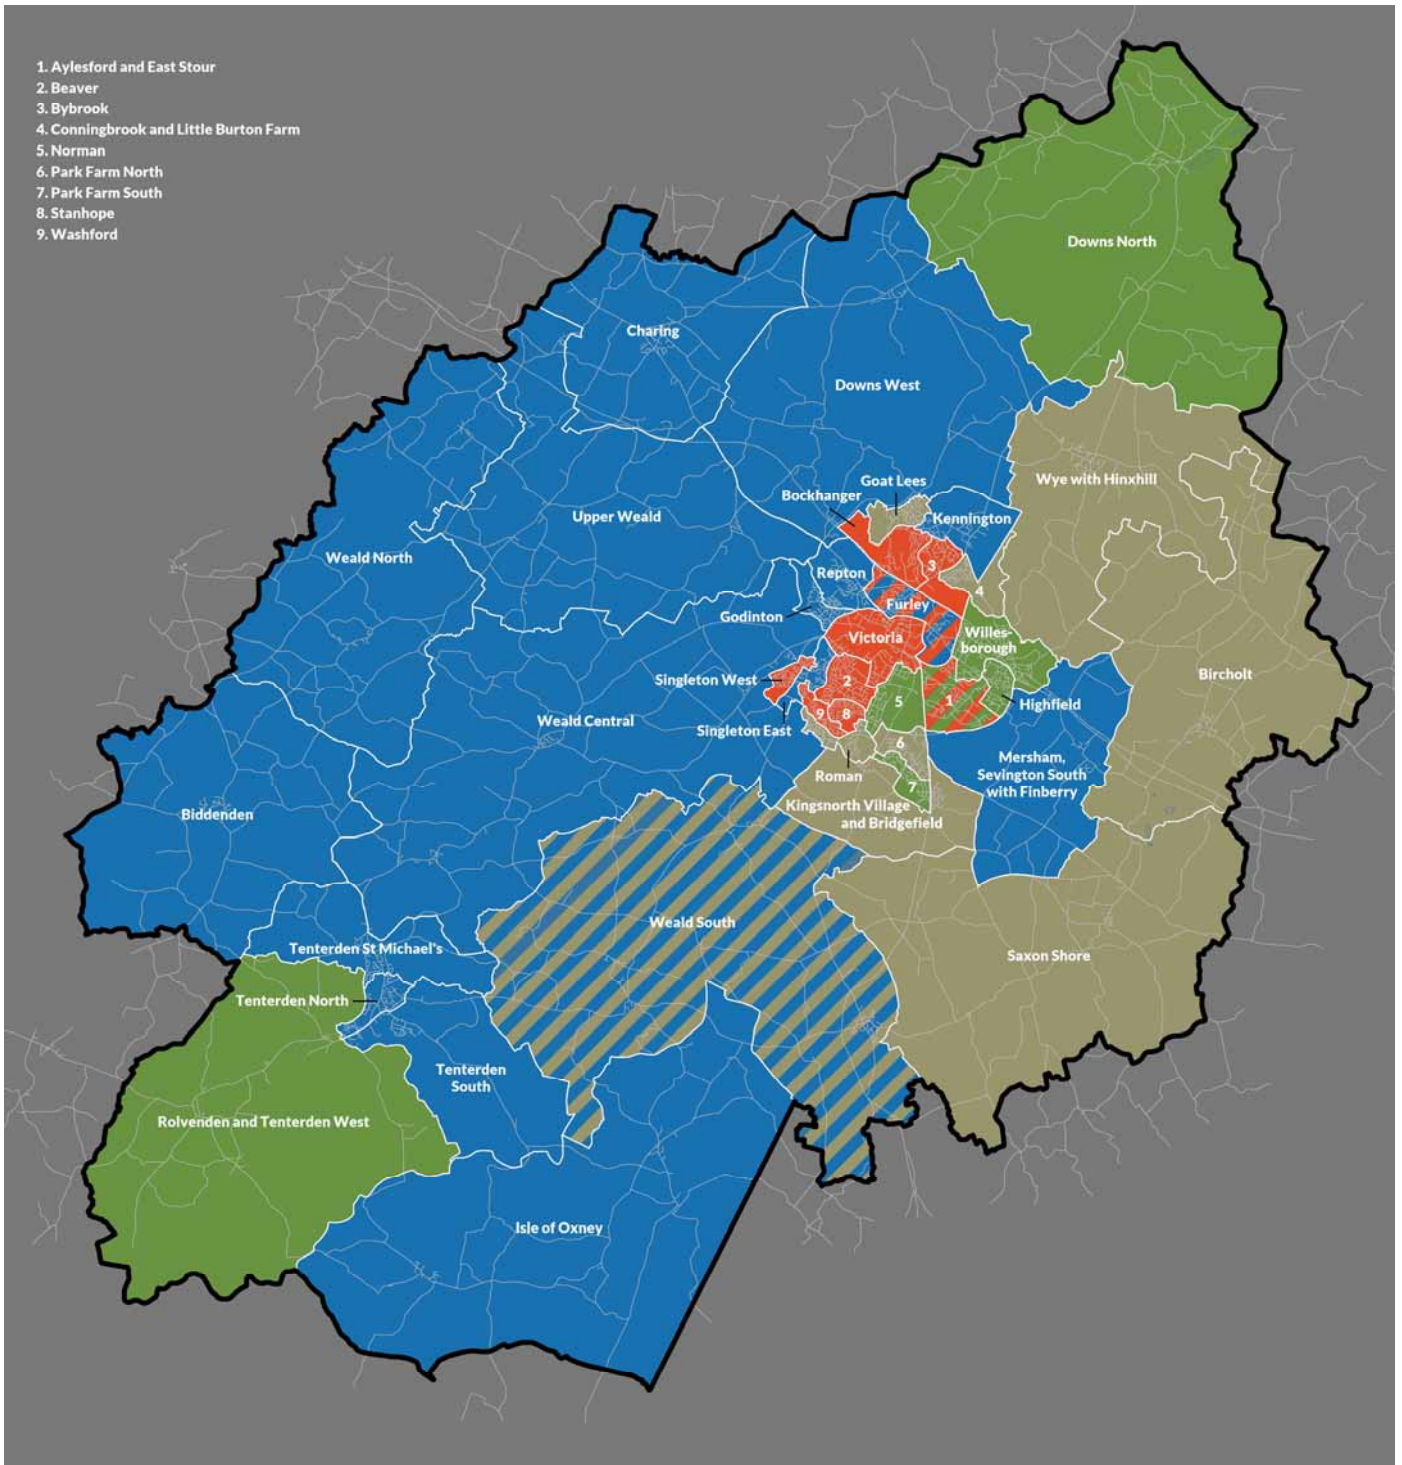 1. Aylesford and East Stour
2. Beaver
3. Bybrook
4. Conningbrook and Little Burton Farm
5. Norman
6. Park Farm North
7. Park Farm South
8. Stanhope
9. Washford
Downs North
Charing
Downs West
Goat Lees
Bockhanger
Wye with Hinxhill
Upper Weald
Kennington
Weald North
Repton
3
4
Furley
Godinton
Victoria
Willes-
borough
Singleton West
2
Bircholt
5
1
Highfield
9
8
Weald Central
Singleton East
6
Roman
Mersham,
Sevington South
with Finberry
7
Kingsnorth Village
and Bridgefield
Biddenden
Weald South
Tenterden St Michael's
Saxon Shore
Tenterden North
Tenterden
South
Rolvenden and Tenterden West
Isle of Oxney